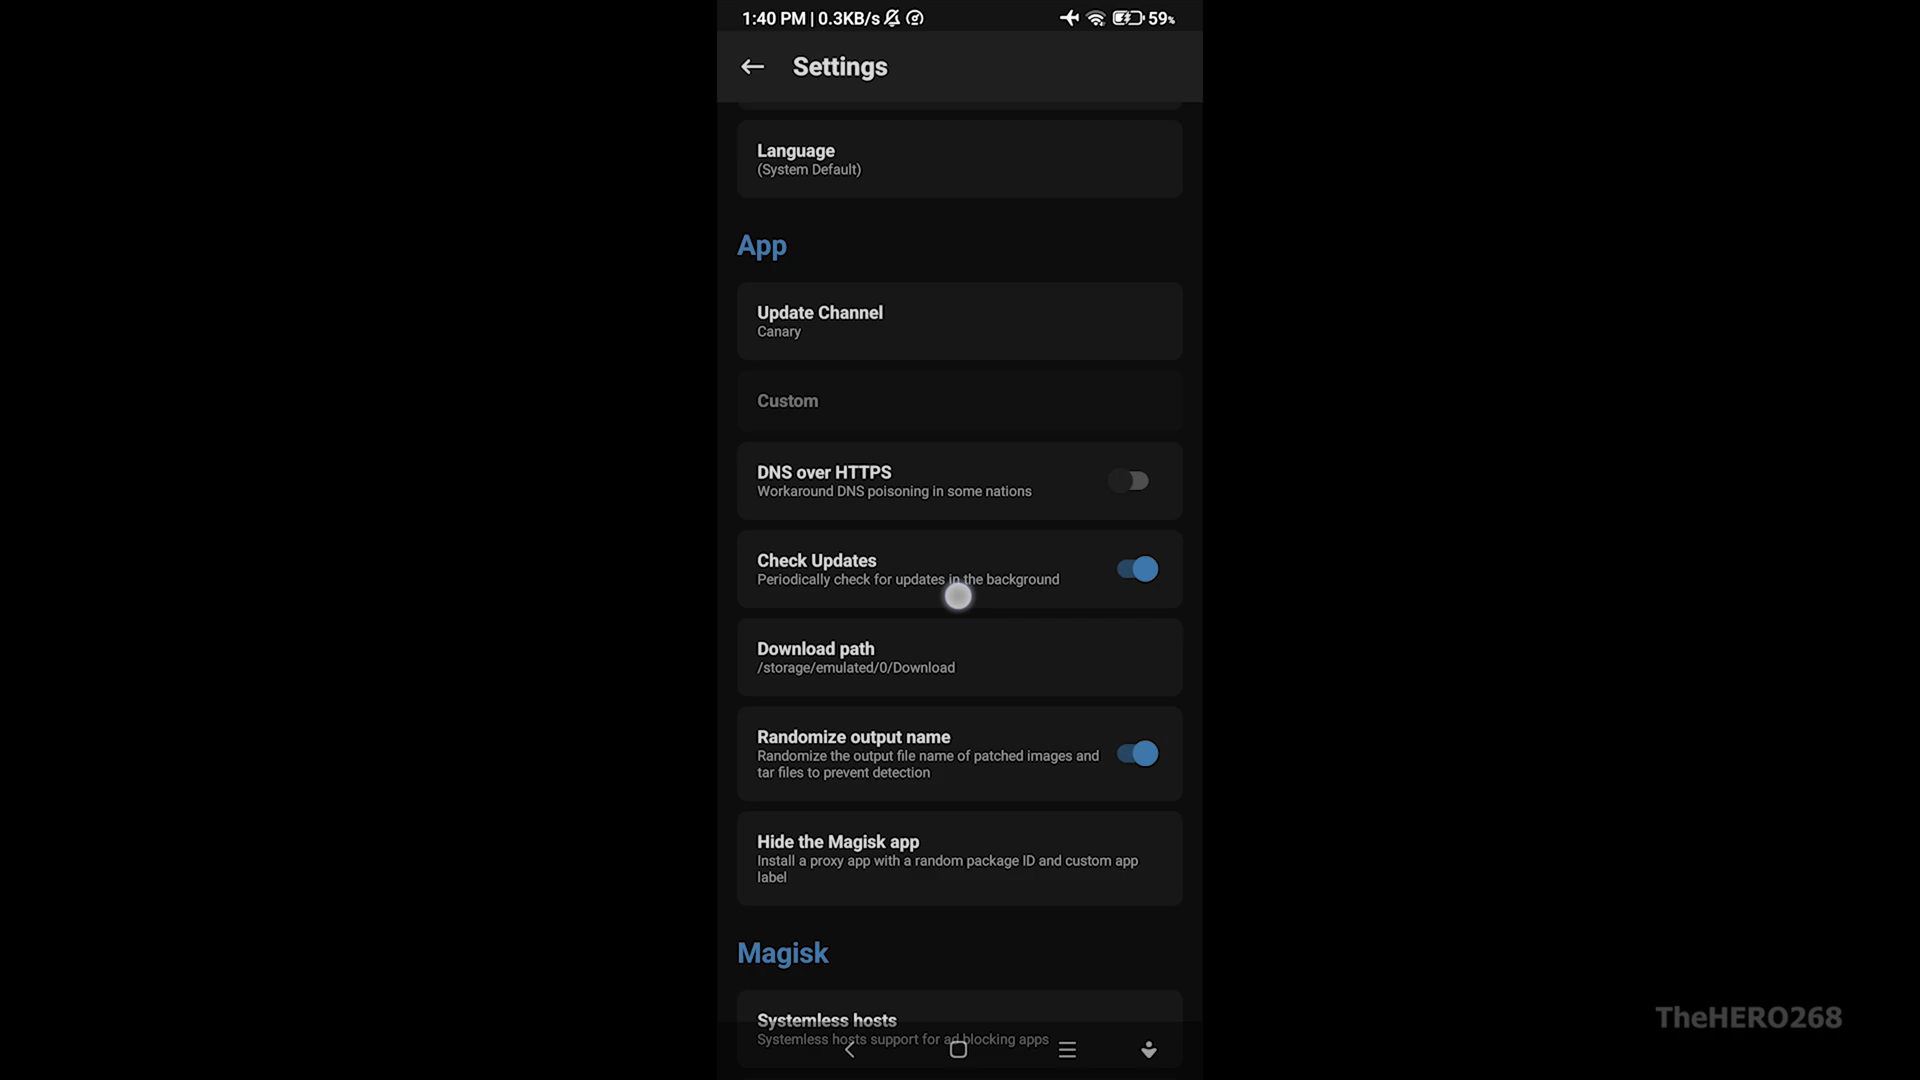 1:40 PM | 0.3KB/s 59%
Settings
Language
(System Default)
App
Update Channel
Canary
Custom
DNS over HTTPS
Workaround DNS poisoning in some nations
Check Updates
Periodically check for updates in the background
Download path
/storage/emulated/0/Download
Randomize output name
Randomize the output file name of patched images and
tar files to prevent detection
Hide the Magisk app
Install a proxy app with a random package ID and custom app
label
Magisk
Systemless hosts
Systemless hosts support for ad blocking apps
TheHERO268